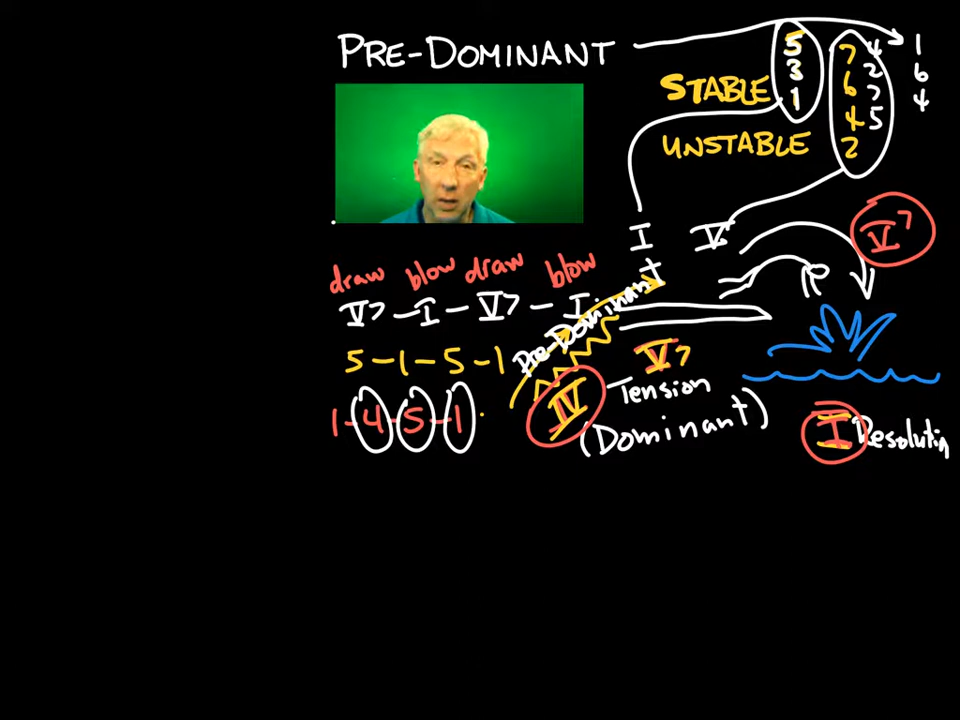 PRE-DOMINANT
5 7 4 1
3 6 2 6
1 4 7 4
2 5
STABLE
UNSTABLE
I V V7
draw blow draw blow
V7 - I - V7 - I
Pre-Dominant
5 - 1 - 5 - 1
V7
1 - 4 - 5 - 1
IV
Tension
(Dominant)
I Resolution